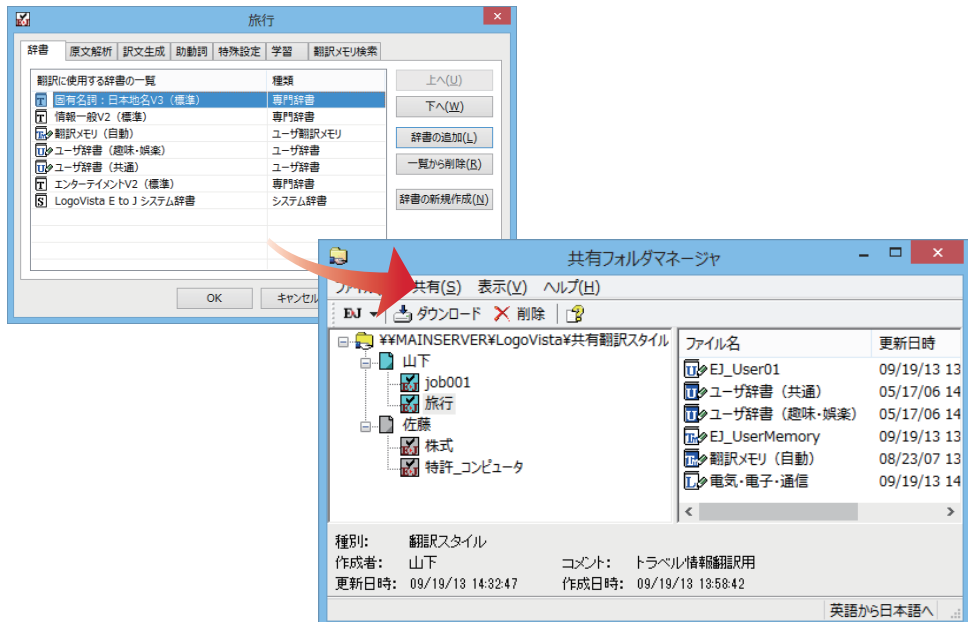 旅行
辞書 原文解析 訳文生成 助動詞 特殊設定 学習 翻訳メモリ検索
翻訳に使用する辞書の一覧 種類
固有名詞：日本地名V3（標準） 専門辞書
情報一般V2（標準） 専門辞書
翻訳メモリ（自動） ユーザ翻訳メモリ
ユーザ辞書（趣味・娯楽） ユーザ辞書
ユーザ辞書（共通） ユーザ辞書
エンターテイメントV2（標準） 専門辞書
LogoVista E to J システム辞書 システム辞書
上へ(U)
下へ(W)
辞書の追加(L)
一覧から削除(R)
辞書の新規作成(N)
OK キャンセル
共有フォルダマネージャ
共有(S) 表示(V) ヘルプ(H)
EJ ダウンロード 削除
¥¥MAINSERVER¥LogoVista¥共有翻訳スタイル
山下
job001
旅行
佐藤
株式
特許_コンピュータ
ファイル名 更新日時
EJ_User01 09/19/13 13
ユーザ辞書（共通） 05/17/06 14
ユーザ辞書（趣味・娯楽） 05/17/06 14
EJ_UserMemory 09/19/13 13
翻訳メモリ（自動） 08/23/07 13
電気・電子・通信 09/19/13 14
種別： 翻訳スタイル
作成者： 山下 コメント： トラベル情報翻訳用
更新日時： 09/19/13 14:32:47 作成日時： 09/19/13 13:58:42
英語から日本語へ